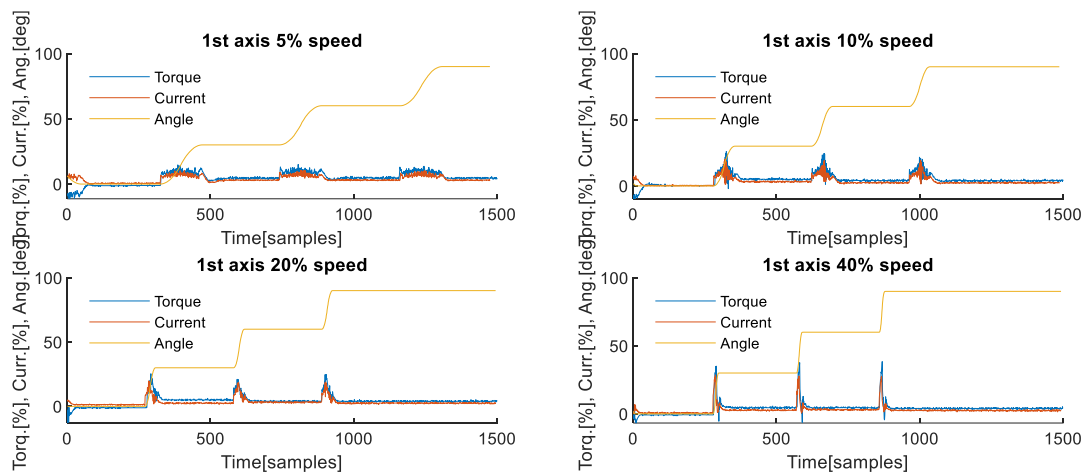 1st axis 5% speed
Torq.[%], Curr.[%], Ang.[deg]
100
50
0
Torque
Current
Angle
0 500 1000 1500
Time[samples]
1st axis 10% speed
Torq.[%], Curr.[%], Ang.[deg]
100
50
0
Torque
Current
Angle
0 500 1000 1500
Time[samples]
1st axis 20% speed
Torq.[%], Curr.[%], Ang.[deg]
100
50
0
Torque
Current
Angle
0 500 1000 1500
Time[samples]
1st axis 40% speed
Torq.[%], Curr.[%], Ang.[deg]
100
50
0
Torque
Current
Angle
0 500 1000 1500
Time[samples]